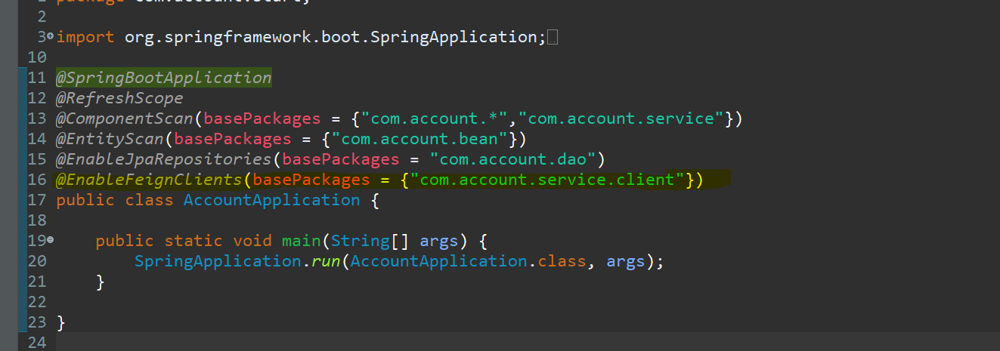 1 package com.account.start;
2
3 import org.springframework.boot.SpringApplication;
10
11 @SpringBootApplication
12 @RefreshScope
13 @ComponentScan(basePackages = {"com.account.*","com.account.service"})
14 @EntityScan(basePackages = {"com.account.bean"})
15 @EnableJpaRepositories(basePackages = "com.account.dao")
16 @EnableFeignClients(basePackages = {"com.account.service.client"})
17 public class AccountApplication {
18
19 public static void main(String[] args) {
20 SpringApplication.run(AccountApplication.class, args);
21 }
22
23 }
24